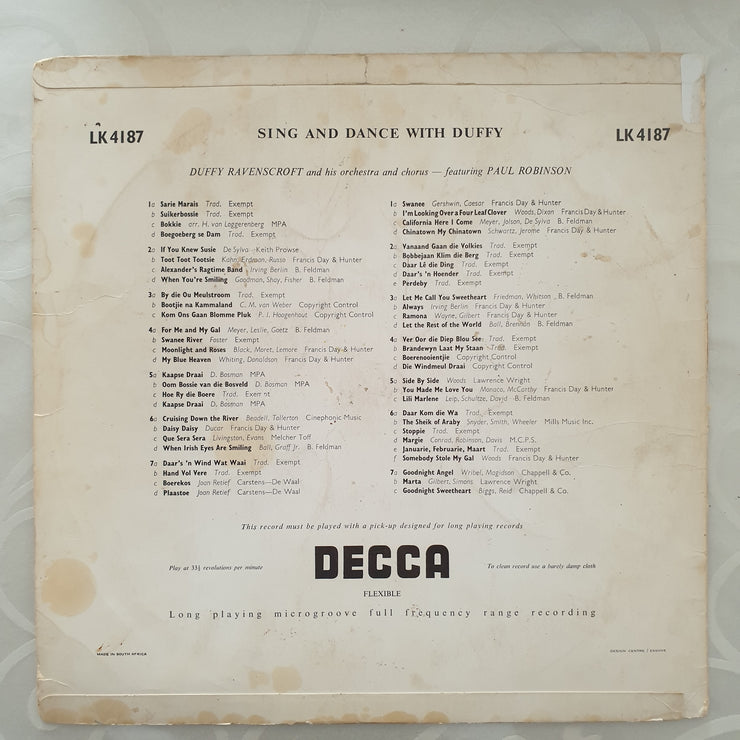 LK 4187 SING AND DANCE WITH DUFFY LK 4187
DUFFY RAVENSCROFT and his orchestra and chorus — featuring PAUL ROBINSON
1a Sarie Marais Trad. Exempt
b Suikerbossie Trad. Exempt
c Bokkie arr. H. van Loggerenberg MPA
d Boegoeberg se Dam Trad. Exempt
2a If You Knew Susie De Sylva Keith Prowse
b Toot Toot Tootsie Kahn, Erdman, Russo Francis Day & Hunter
c Alexander's Ragtime Band Irving Berlin B. Feldman
d When You're Smiling Goodman, Shay, Fisher B. Feldman
3a By die Ou Meulstroom Trad. Exempt
b Bootjie na Kammaland C. M. van Weber Copyright Control
c Kom Ons Gaan Blomme Pluk P. J. Hoogenhout Copyright Control
4a For Me and My Gal Meyer, Leslie, Goetz B. Feldman
b Swanee River Foster Exempt
c Moonlight and Roses Black, Moret, Lemore Francis Day & Hunter
d My Blue Heaven Whiting, Donaldson Francis Day & Hunter
5a Kaapse Draai D. Bosman MPA
b Oom Bossie van die Bosveld D. Bosman MPA
c Hoe Ry die Boere Trad. Exempt
d Kaapse Draai D. Bosman MPA
6a Cruising Down the River Beadell, Tollerton Cinephonic Music
b Daisy Daisy Ducar Francis Day & Hunter
c Que Sera Sera Livingston, Evans Melcher Toff
d When Irish Eyes Are Smiling Ball, Graff Jr. B. Feldman
7a Daar's 'n Wind Wat Waai Trad. Exempt
b Hand Vol Vere Trad. Exempt
c Boerekos Joan Retief Carstens—De Waal
d Plaastoe Joan Retief Carstens—De Waal
1a Swanee Gershwin, Caesar Francis Day & Hunter
b I'm Looking Over a Four Leaf Clover Woods, Dixon Francis Day & Hunter
c California Here I Come Meyer, Jolson, De Sylva B. Feldman
d Chinatown My Chinatown Schwartz, Jerome Francis Day & Hunter
2a Vanaand Gaan die Volkies Trad. Exempt
b Bobbejaan Klim die Berg Trad. Exempt
c Daar Lê die Ding Trad. Exempt
d Daar's 'n Hoender Trad. Exempt
e Perdeby Trad. Exempt
3a Let Me Call You Sweetheart Friedman, Whitson B. Feldman
b Always Irving Berlin Francis Day & Hunter
c Ramona Wayne, Gilbert Francis Day & Hunter
d Let the Rest of the World Ball, Brennan B. Feldman
4a Ver Oor die Diep Blou See Trad. Exempt
b Brandewyn Laat My Staan Trad. Exempt
c Boerenooientjie Copyright Control
d Die Windmeul Draai Copyright Control
5a Side By Side Woods Lawrence Wright
b You Made Me Love You Monaco, McCarthy Francis Day & Hunter
c Lili Marlene Leip, Schultze, David B. Feldman
6a Daar Kom die Wa Trad. Exempt
b The Sheik of Araby Snyder, Smith, Wheeler Mills Music Inc.
c Stoppie Trad. Exempt
d Margie Conrad, Robinson, Davis M.C.P.S.
e Januarie, Februarie, Maart Trad. Exempt
f Somebody Stole My Gal Woods Francis Day & Hunter
7a Goodnight Angel Wribel, Magidson Chappell & Co.
b Marta Gilbert, Simons Lawrence Wright
c Goodnight Sweetheart Biggs, Reid Chappell & Co.
This record must be played with a pick-up designed for long playing records
Play at 33⅓ revolutions per minute DECCA To clean record use a barely damp cloth
FLEXIBLE
Long playing microgroove full frequency range recording
MADE IN SOUTH AFRICA DESIGN CENTRE /